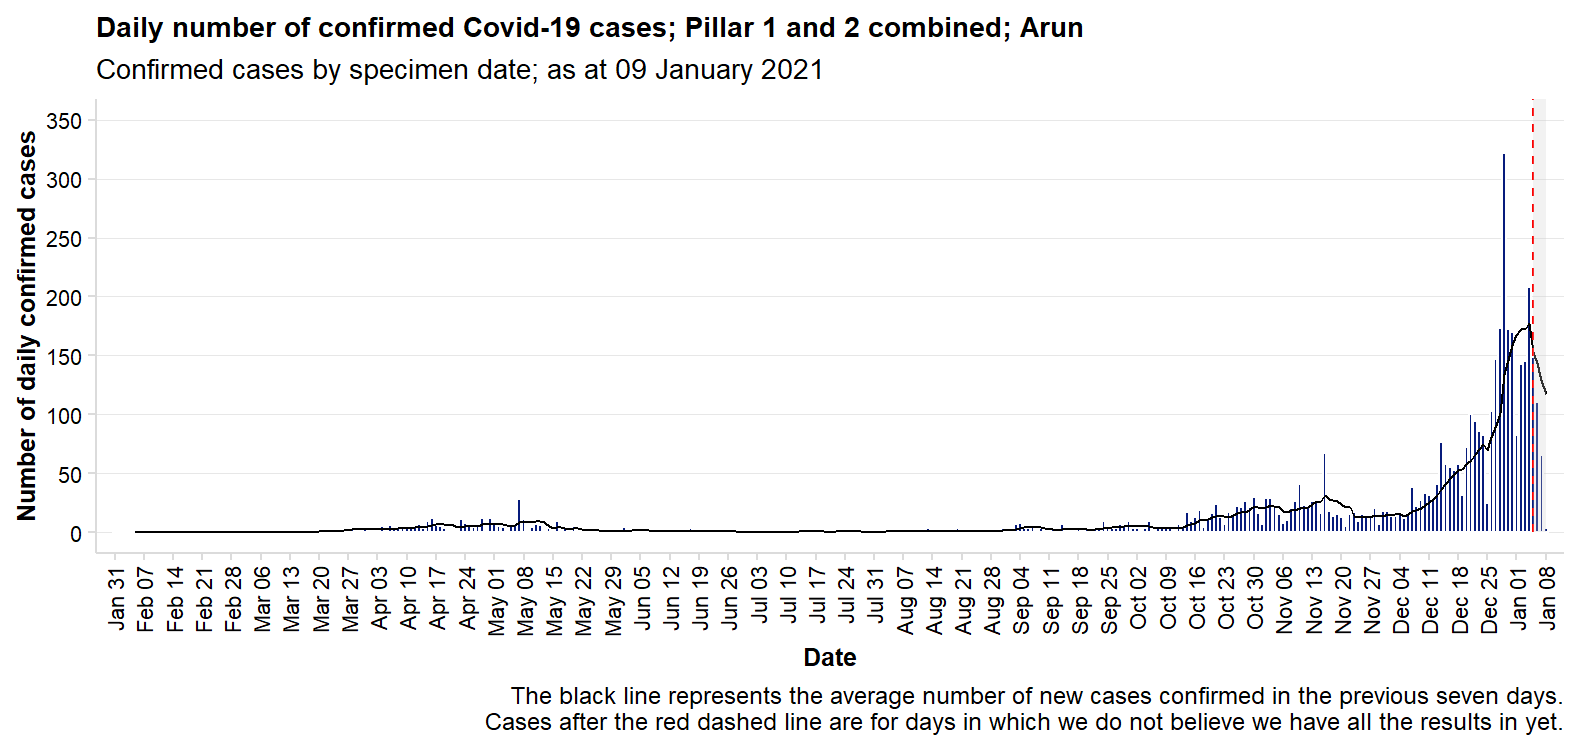 Daily number of confirmed Covid-19 cases; Pillar 1 and 2 combined; Arun
Confirmed cases by specimen date; as at 09 January 2021
Number of daily confirmed cases
350
300
250
200
150
100
50
0
Jan 31
Feb 07
Feb 14
Feb 21
Feb 28
Mar 06
Mar 13
Mar 20
Mar 27
Apr 03
Apr 10
Apr 17
Apr 24
May 01
May 08
May 15
May 22
May 29
Jun 05
Jun 12
Jun 19
Jun 26
Jul 03
Jul 10
Jul 17
Jul 24
Jul 31
Aug 07
Aug 14
Aug 21
Aug 28
Sep 04
Sep 11
Sep 18
Sep 25
Oct 02
Oct 09
Oct 16
Oct 23
Oct 30
Nov 06
Nov 13
Nov 20
Nov 27
Dec 04
Dec 11
Dec 18
Dec 25
Jan 01
Jan 08
Date
The black line represents the average number of new cases confirmed in the previous seven days.
Cases after the red dashed line are for days in which we do not believe we have all the results in yet.